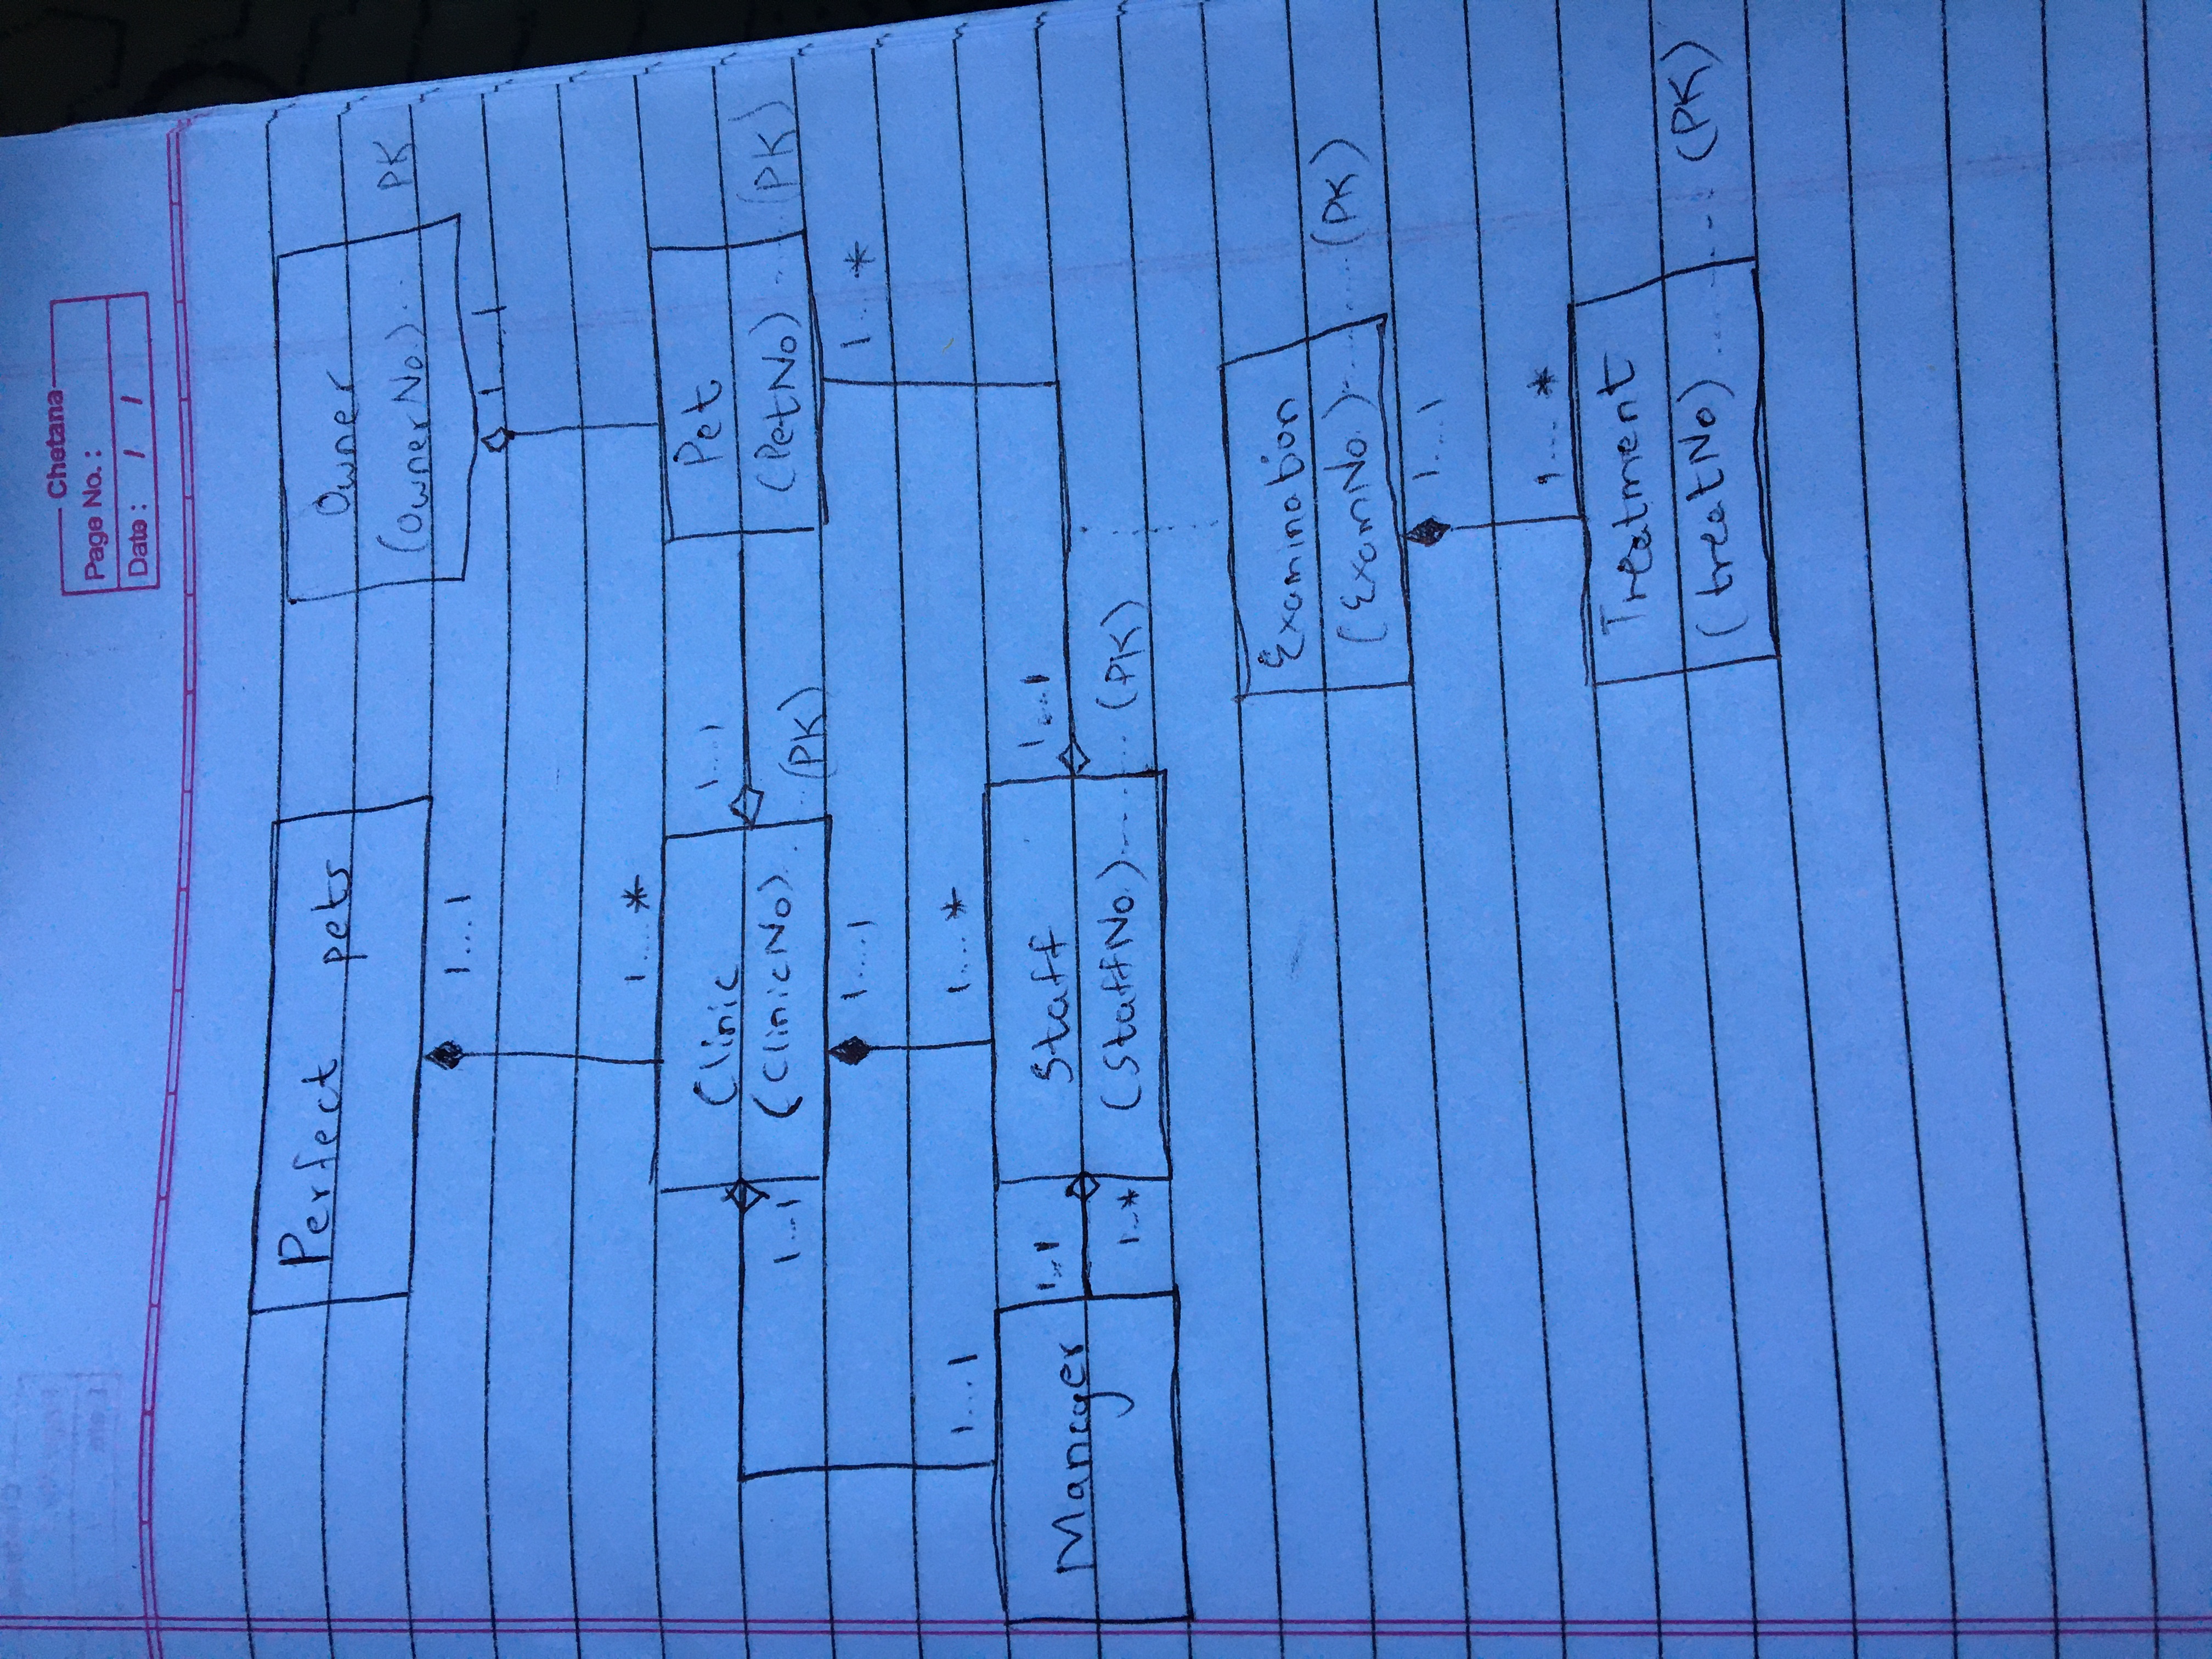 Chetana
Page No. :
Date : / /
Perfect pets
Owner
(OwnerNo.).. PK
1...1
1....1
1....*
Clinic
(ClinicNo)..... (PK)
1...1
Pet
(PetNo)...... (PK)
1...1
1....1
1...*
1...1
1....*
Manager
1..1
1..*
Staff
(StaffNo.)........ (PK)
1...1
Examination
(ExamNo.)........ (PK)
1....1
1....*
Treatment
(treatNo)........ (PK)